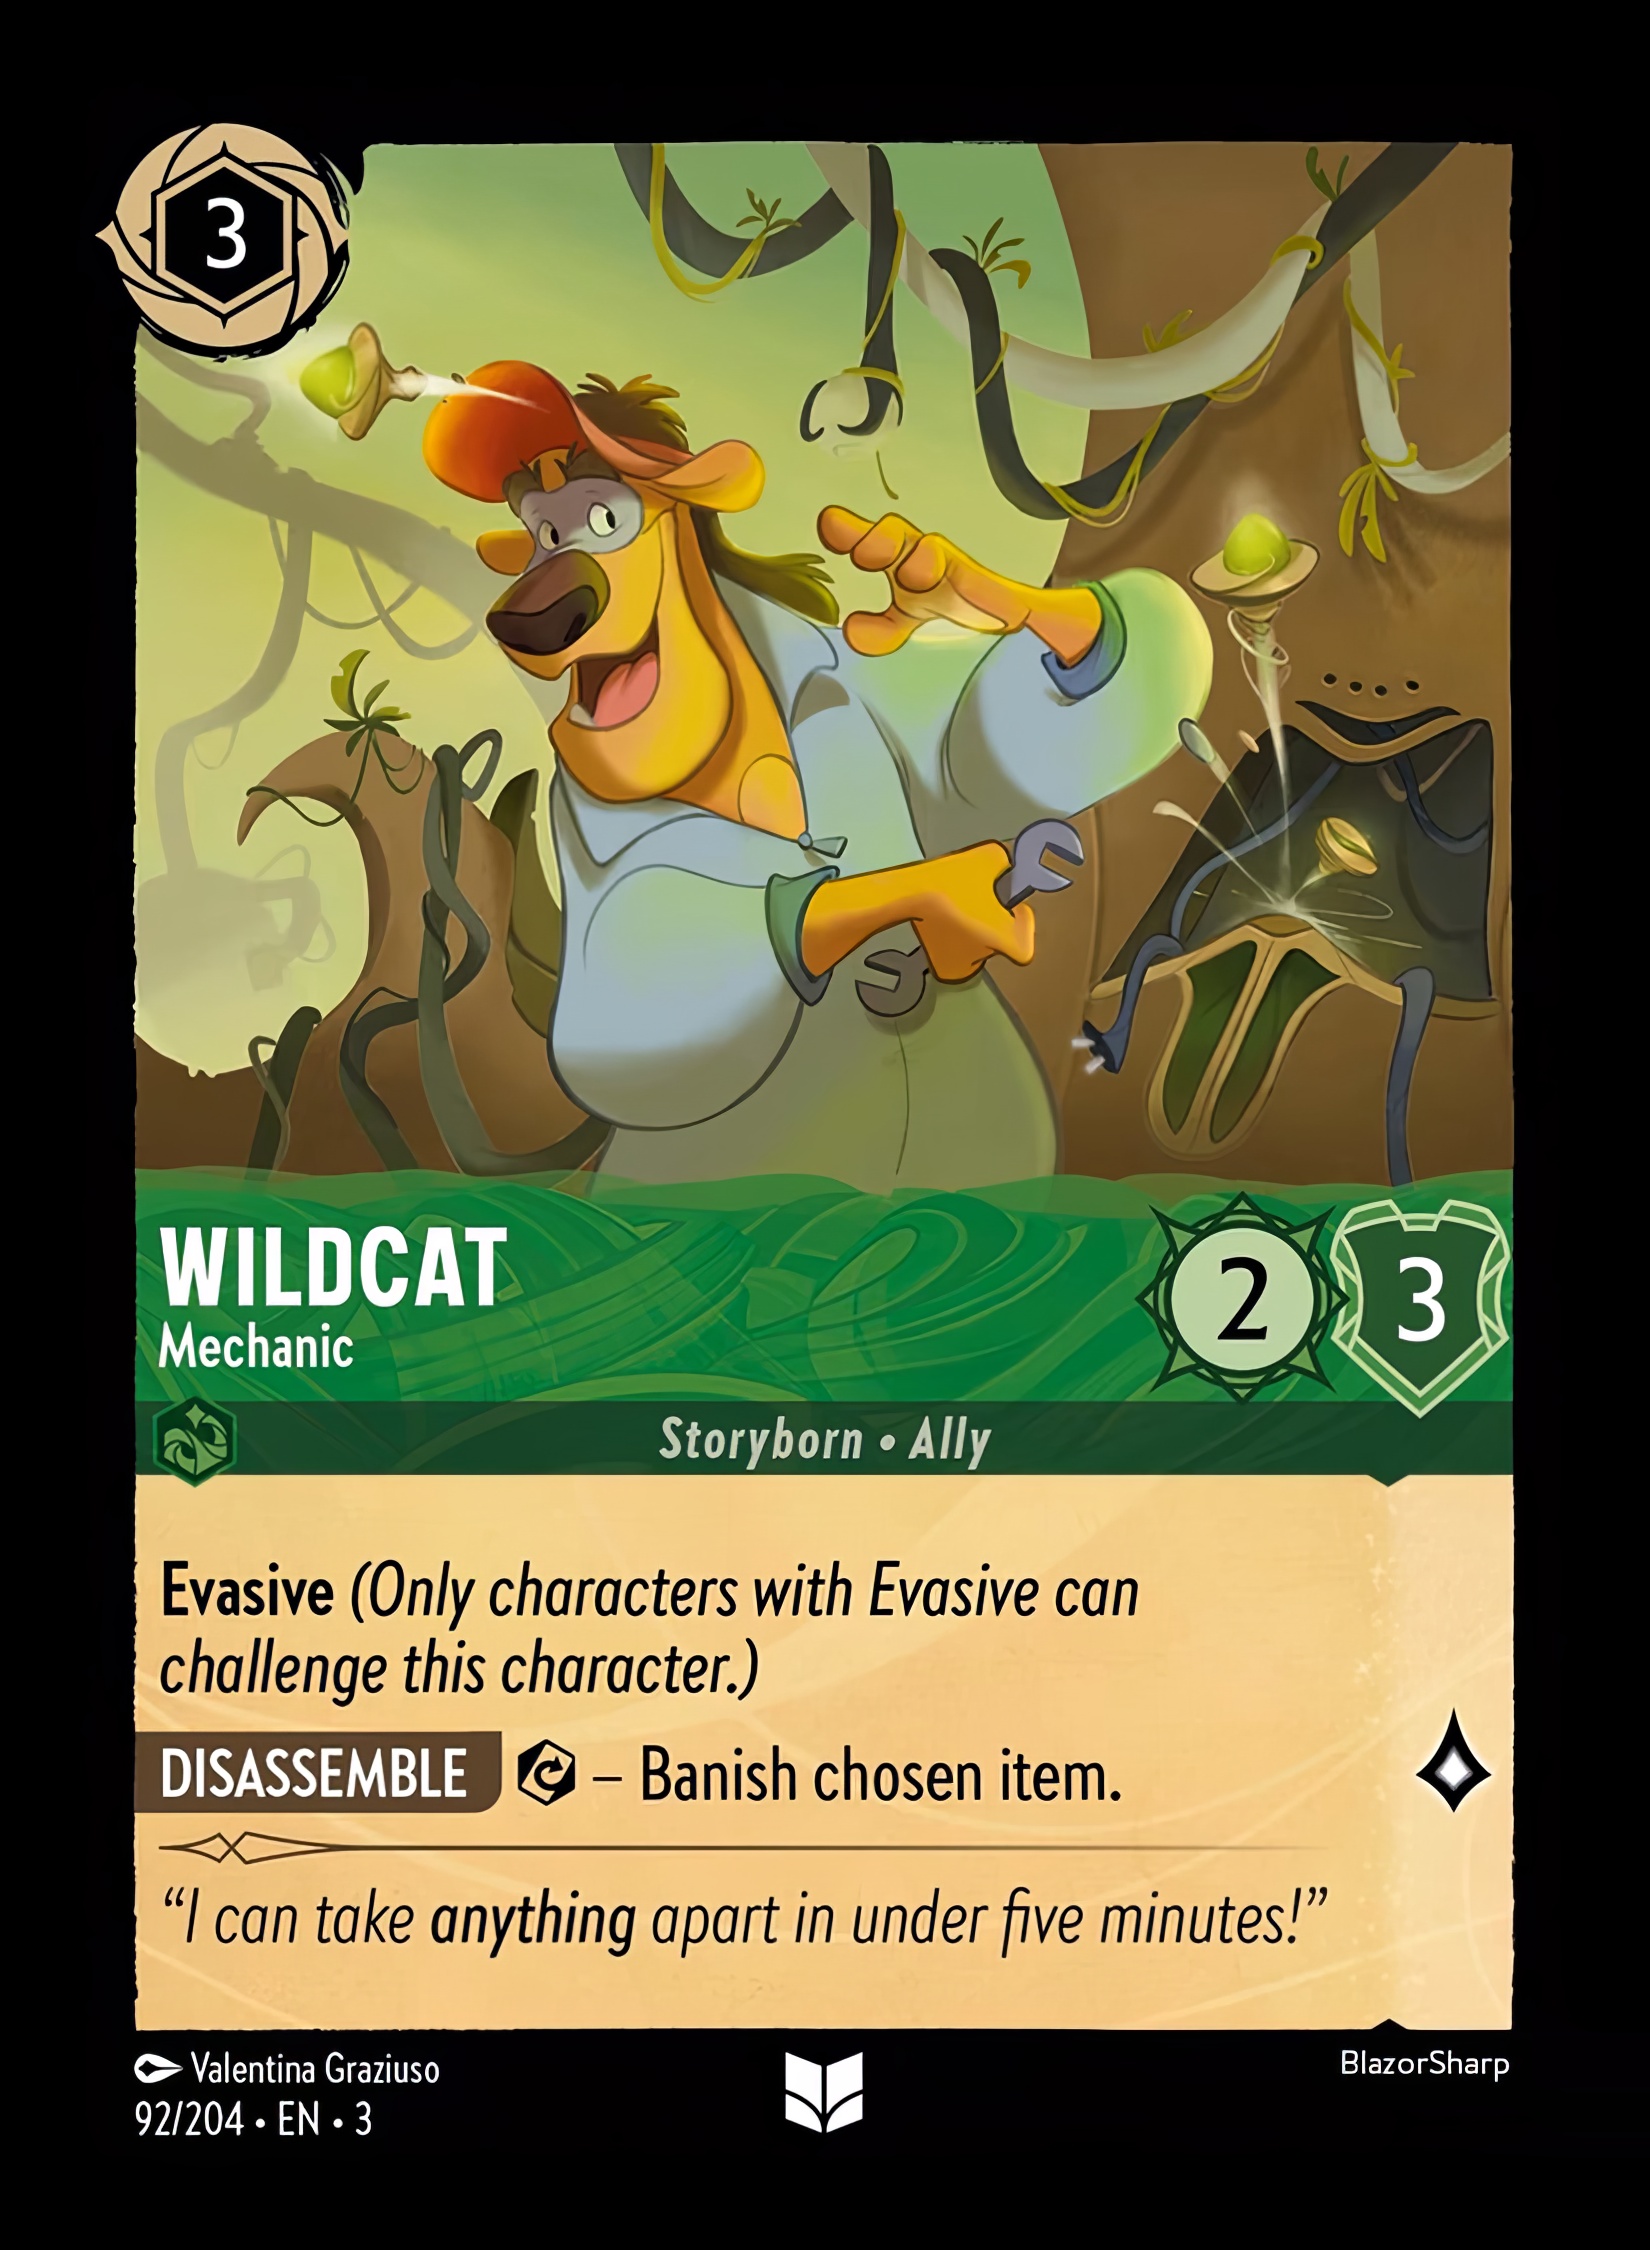 3
WILDCAT
Mechanic
2 3
Storyborn • Ally
Evasive (Only characters with Evasive can
challenge this character.)
DISASSEMBLE – Banish chosen item.
“I can take anything apart in under five minutes!”
Valentina Graziuso
BlazorSharp
92/204 • EN • 3